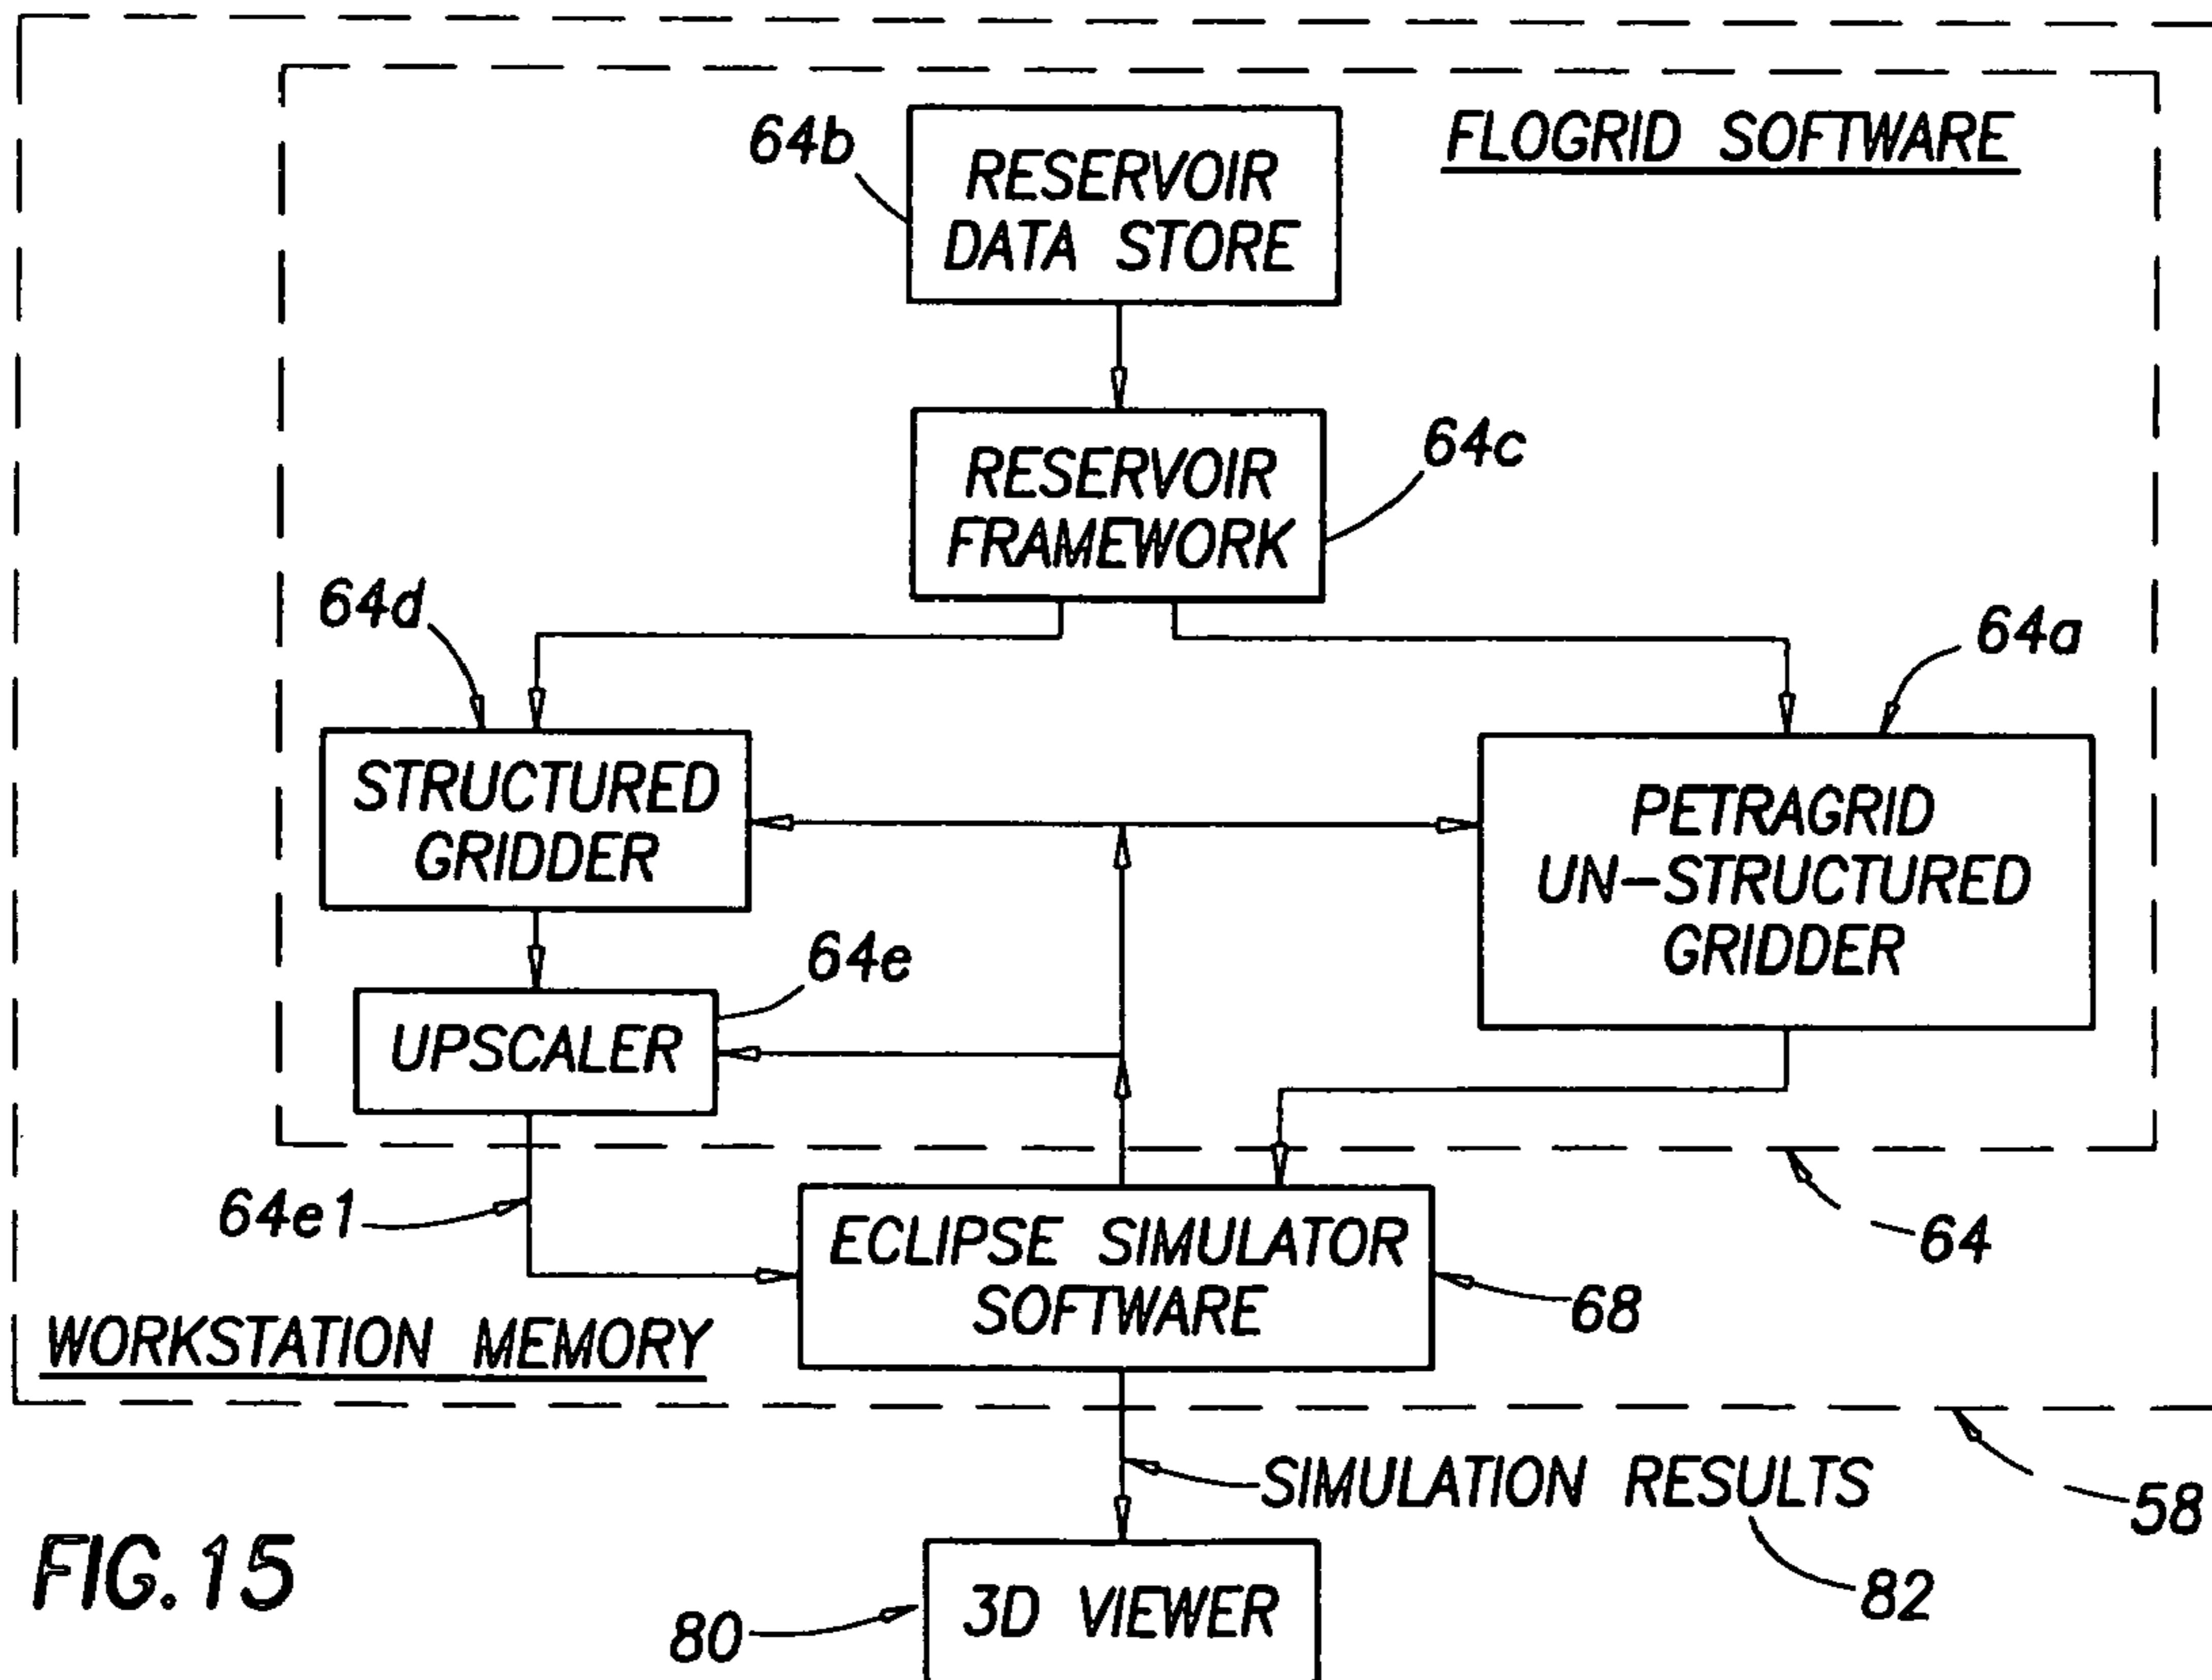 FLOGRID SOFTWARE
64b
RESERVOIR
DATA STORE
64c
RESERVOIR
FRAMEWORK
64d
64a
STRUCTURED
GRIDDER
PETRAGRID
UN-STRUCTURED
GRIDDER
64e
UPSCALER
64e1
64
ECLIPSE SIMULATOR
SOFTWARE
68
WORKSTATION MEMORY
SIMULATION RESULTS
58
82
FIG. 15
80
3D VIEWER